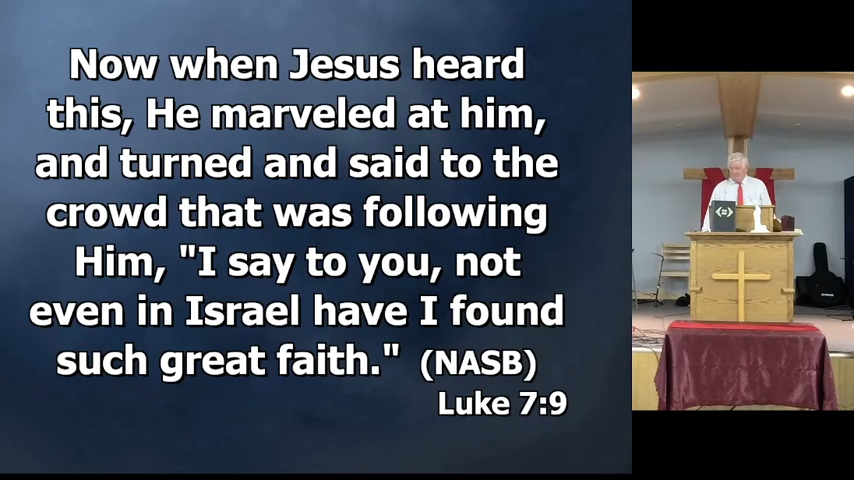 Now when Jesus heard
this, He marveled at him,
and turned and said to the
crowd that was following
Him, "I say to you, not
even in Israel have I found
such great faith." (NASB)
Luke 7:9